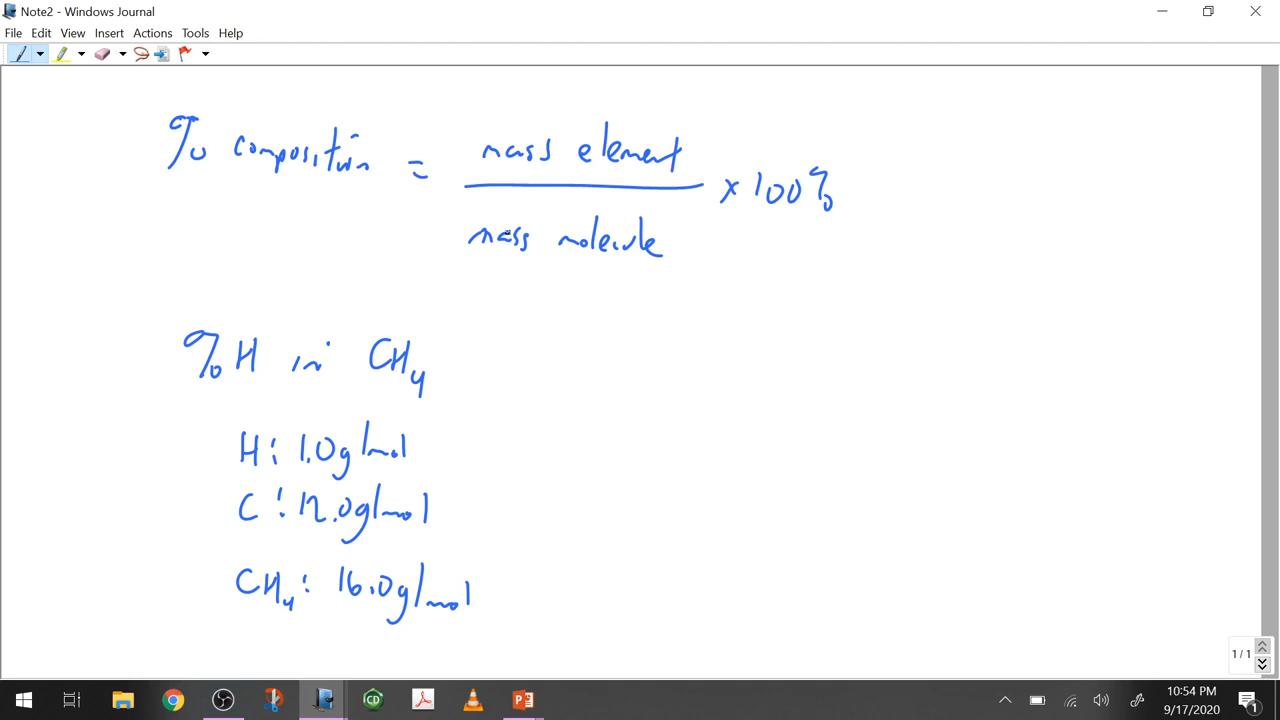 Note2 - Windows Journal
File Edit View Insert Actions Tools Help
% composition = mass element / mass molecule × 100%
% H in CH₄
H: 1.0g/mol
C: 12.0g/mol
CH₄: 16.0g/mol
1 / 1
10:54 PM
9/17/2020
1